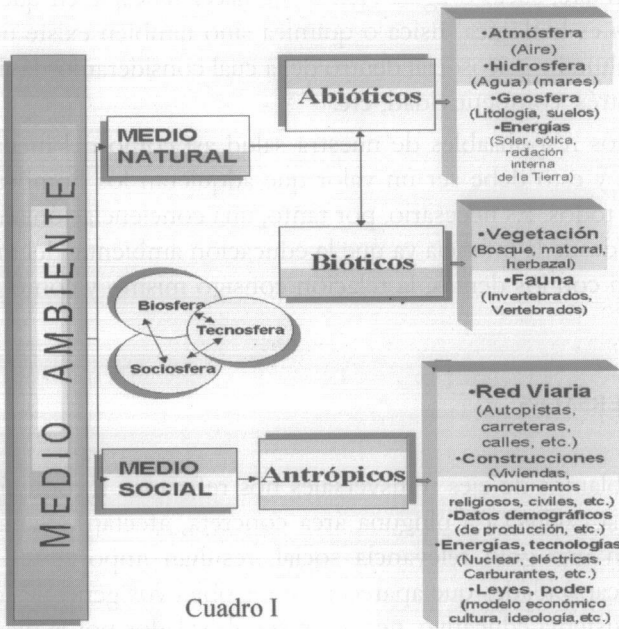 MEDIO AMBIENTE
MEDIO
NATURAL
Abióticos
•Atmósfera
(Aire)
•Hidrosfera
(Agua) (mares)
•Geosfera
(Litología, suelos)
•Energías
(Solar, eólica,
radiación
interna
de la Tierra)
Bióticos
•Vegetación
(Bosque, matorral,
herbazal)
•Fauna
(Invertebrados,
Vertebrados)
Biosfera
Tecnosfera
Sociosfera
MEDIO
SOCIAL
Antrópicos
•Red Viaria
(Autopistas,
carreteras,
calles, etc.)
•Construcciones
(Viviendas,
monumentos
religiosos, civiles, etc.)
•Datos demográficos
(de producción, etc.)
•Energías, tecnologías
(Nuclear, eléctricas,
Carburantes, etc.)
•Leyes, poder
(modelo económico
cultura, ideología,etc.)
Cuadro I